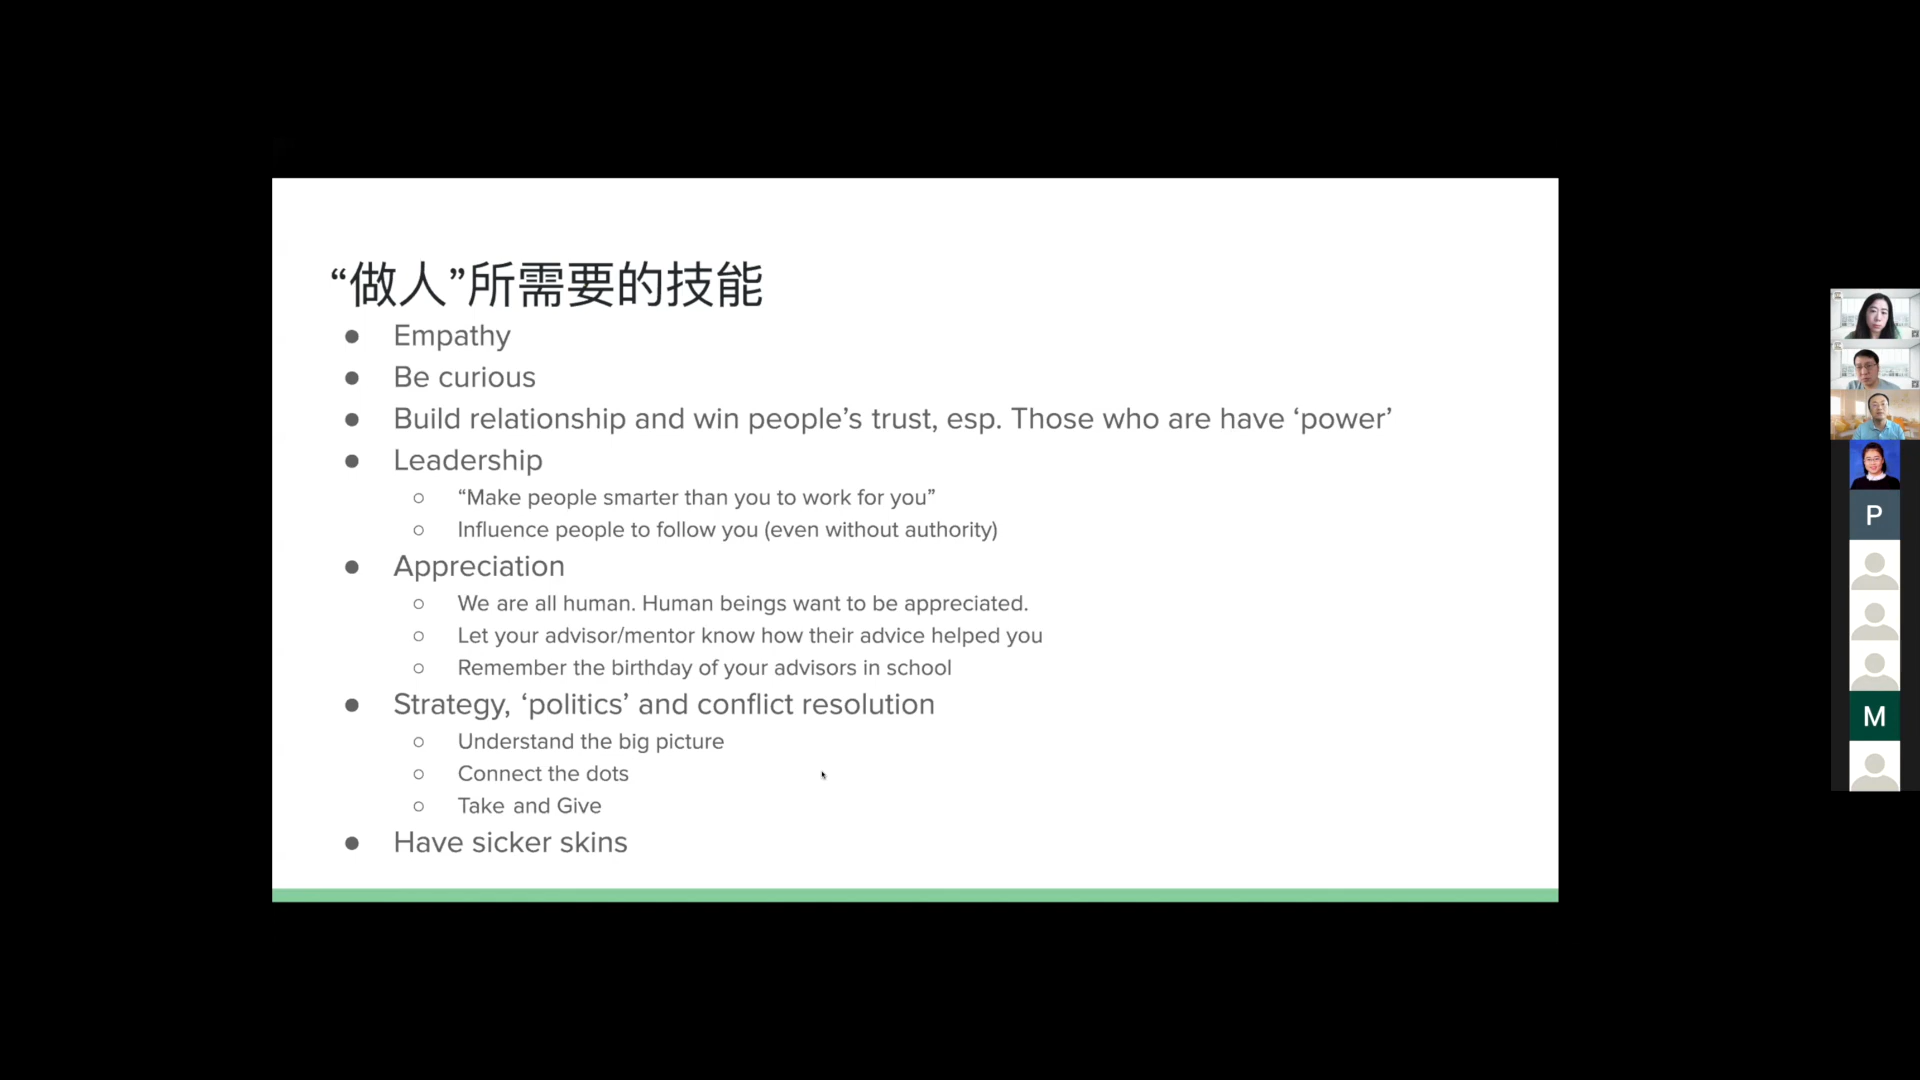 “做人”所需要的技能
● Empathy
● Be curious
● Build relationship and win people’s trust, esp. Those who are have ‘power’
● Leadership
○ “Make people smarter than you to work for you”
○ Influence people to follow you (even without authority)
● Appreciation
○ We are all human. Human beings want to be appreciated.
○ Let your advisor/mentor know how their advice helped you
○ Remember the birthday of your advisors in school
● Strategy, ‘politics’ and conflict resolution
○ Understand the big picture
○ Connect the dots
○ Take and Give
● Have sicker skins
P
M